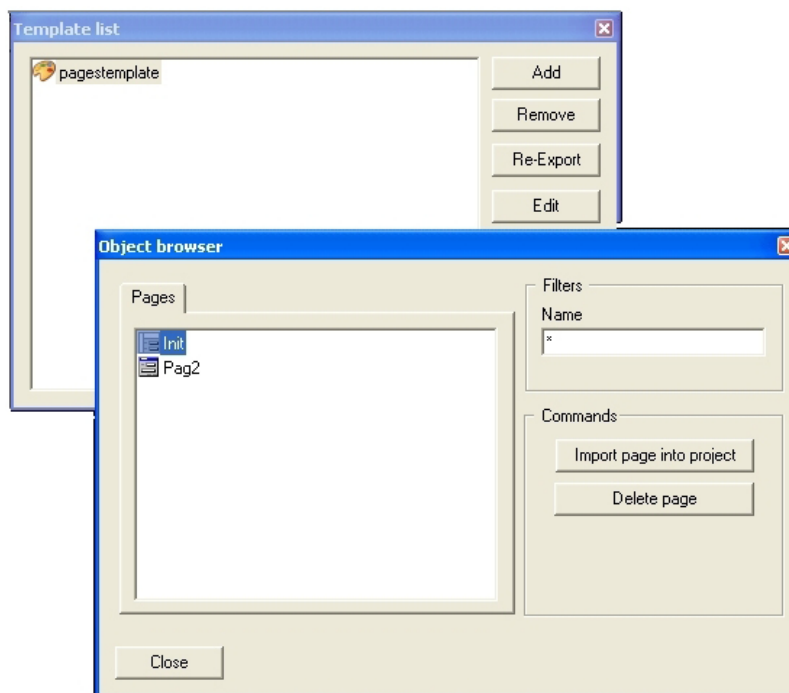 Template list
pagestemplate
Add
Remove
Re-Export
Edit
Object browser
Pages
Init
Pag2
Filters
Name
*
Commands
Import page into project
Delete page
Close